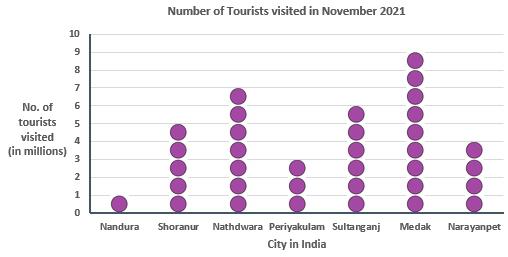 Number of Tourists visited in November 2021
10
9
8
7
6
5
4
3
2
1
0
No. of
tourists
visited
(in millions)
Nandura Shoranur Nathdwara Periyakulam Sultanganj Medak Narayanpet
City in India